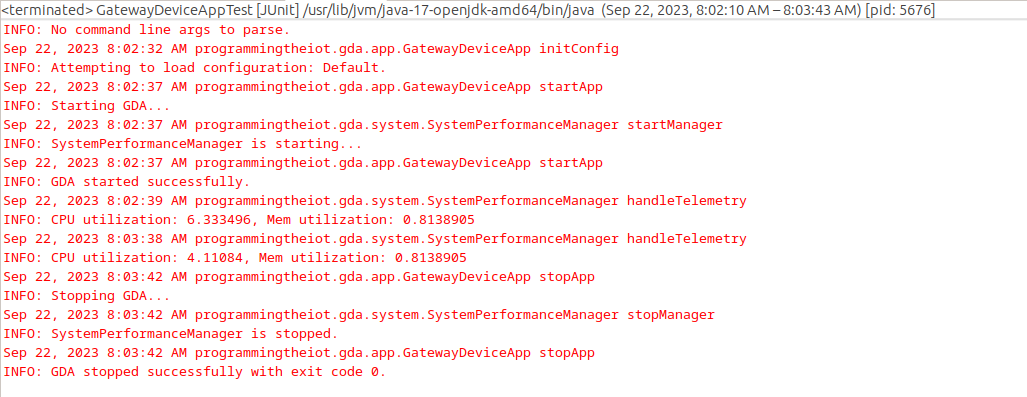 <terminated> GatewayDeviceAppTest [JUnit] /usr/lib/jvm/java-17-openjdk-amd64/bin/java (Sep 22, 2023, 8:02:10 AM – 8:03:43 AM) [pid: 5676]
INFO: No command line args to parse.
Sep 22, 2023 8:02:32 AM programmingtheiot.gda.app.GatewayDeviceApp initConfig
INFO: Attempting to load configuration: Default.
Sep 22, 2023 8:02:37 AM programmingtheiot.gda.app.GatewayDeviceApp startApp
INFO: Starting GDA...
Sep 22, 2023 8:02:37 AM programmingtheiot.gda.system.SystemPerformanceManager startManager
INFO: SystemPerformanceManager is starting...
Sep 22, 2023 8:02:37 AM programmingtheiot.gda.app.GatewayDeviceApp startApp
INFO: GDA started successfully.
Sep 22, 2023 8:02:39 AM programmingtheiot.gda.system.SystemPerformanceManager handleTelemetry
INFO: CPU utilization: 6.333496, Mem utilization: 0.8138905
Sep 22, 2023 8:03:38 AM programmingtheiot.gda.system.SystemPerformanceManager handleTelemetry
INFO: CPU utilization: 4.11084, Mem utilization: 0.8138905
Sep 22, 2023 8:03:42 AM programmingtheiot.gda.app.GatewayDeviceApp stopApp
INFO: Stopping GDA...
Sep 22, 2023 8:03:42 AM programmingtheiot.gda.system.SystemPerformanceManager stopManager
INFO: SystemPerformanceManager is stopped.
Sep 22, 2023 8:03:42 AM programmingtheiot.gda.app.GatewayDeviceApp stopApp
INFO: GDA stopped successfully with exit code 0.